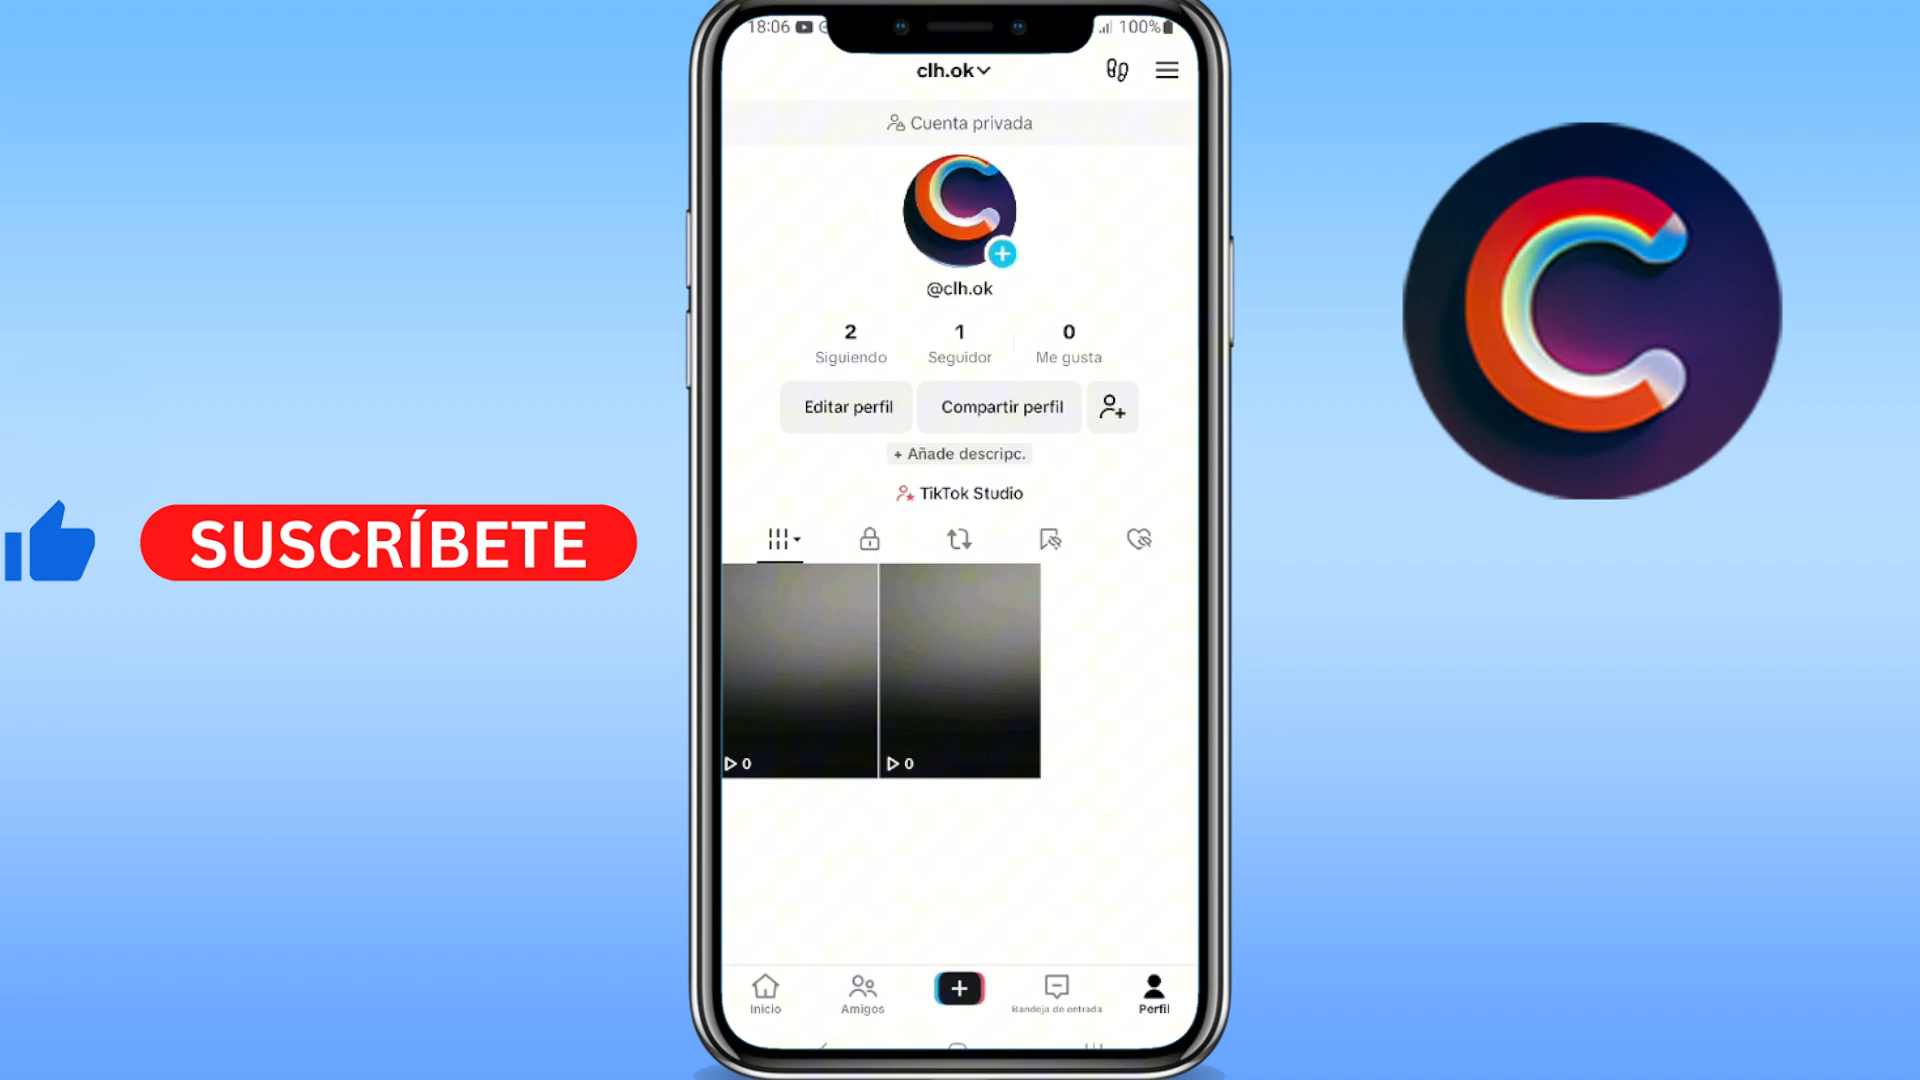 18:06
100%
clh.ok
Cuenta privada
@clh.ok
2 1 0
Siguiendo Seguidor Me gusta
Editar perfil Compartir perfil
+ Añade descripc.
TikTok Studio
SUSCRÍBETE
0 0
Inicio Amigos Bandeja de entrada Perfil